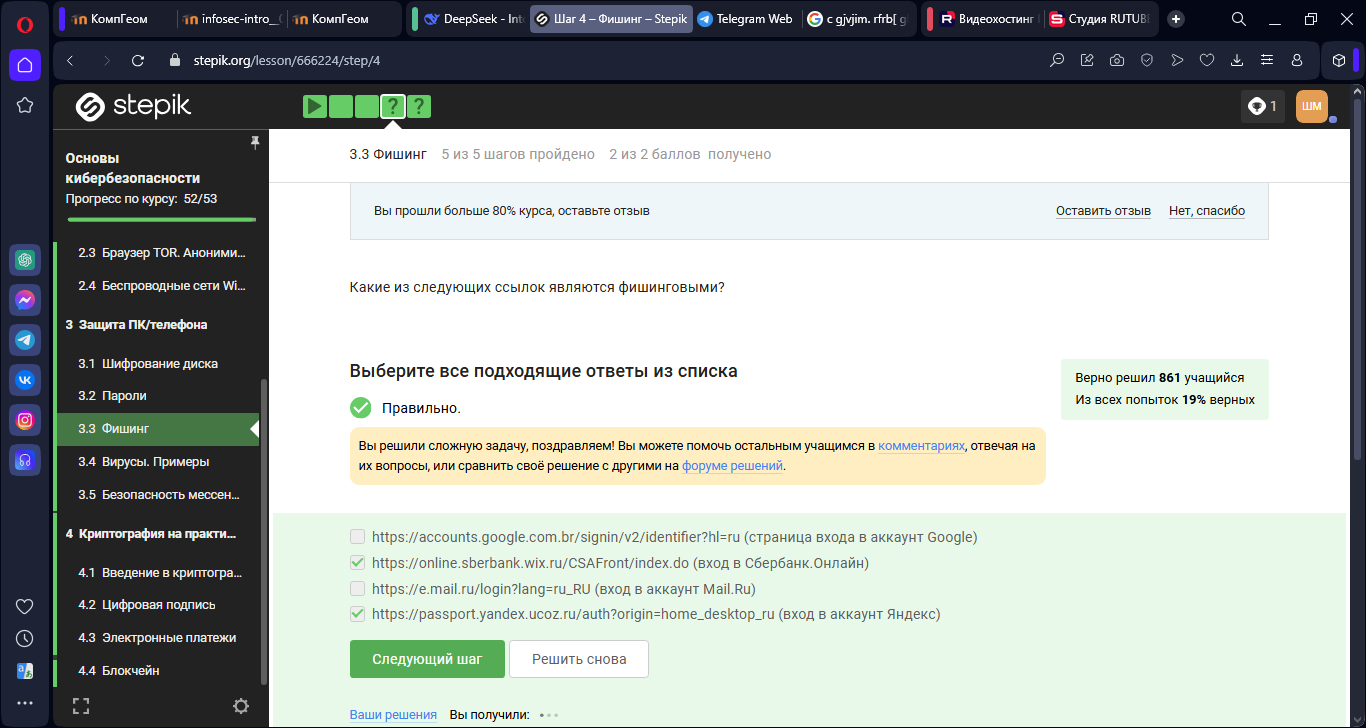 КомпГеом
infosec-intro_
КомпГеом
DeepSeek - Int
Шаг 4 – Фишинг – Stepik
Telegram Web
с gjvjim. rfrb[ g
Видеохостинг
Студия RUTUBE
stepik.org/lesson/666224/step/4
stepik
1
ШМ
Основы
кибербезопасности
Прогресс по курсу: 52/53
2.3 Браузер TOR. Аноними...
2.4 Беспроводные сети Wi...
3 Защита ПК/телефона
3.1 Шифрование диска
3.2 Пароли
3.3 Фишинг
3.4 Вирусы. Примеры
3.5 Безопасность мессен...
4 Криптография на практи...
4.1 Введение в криптогра...
4.2 Цифровая подпись
4.3 Электронные платежи
4.4 Блокчейн
3.3 Фишинг 5 из 5 шагов пройдено 2 из 2 баллов получено
Вы прошли больше 80% курса, оставьте отзыв
Оставить отзыв
Нет, спасибо
Какие из следующих ссылок являются фишинговыми?
Выберите все подходящие ответы из списка
Верно решил 861 учащийся
Из всех попыток 19% верных
Правильно.
Вы решили сложную задачу, поздравляем! Вы можете помочь остальным учащимся в комментариях, отвечая на
их вопросы, или сравнить своё решение с другими на форуме решений.
https://accounts.google.com.br/signin/v2/identifier?hl=ru (страница входа в аккаунт Google)
https://online.sberbank.wix.ru/CSAFront/index.do (вход в Сбербанк.Онлайн)
https://e.mail.ru/login?lang=ru_RU (вход в аккаунт Mail.Ru)
https://passport.yandex.ucoz.ru/auth?origin=home_desktop_ru (вход в аккаунт Яндекс)
Следующий шаг
Решить снова
Ваши решения Вы получили: